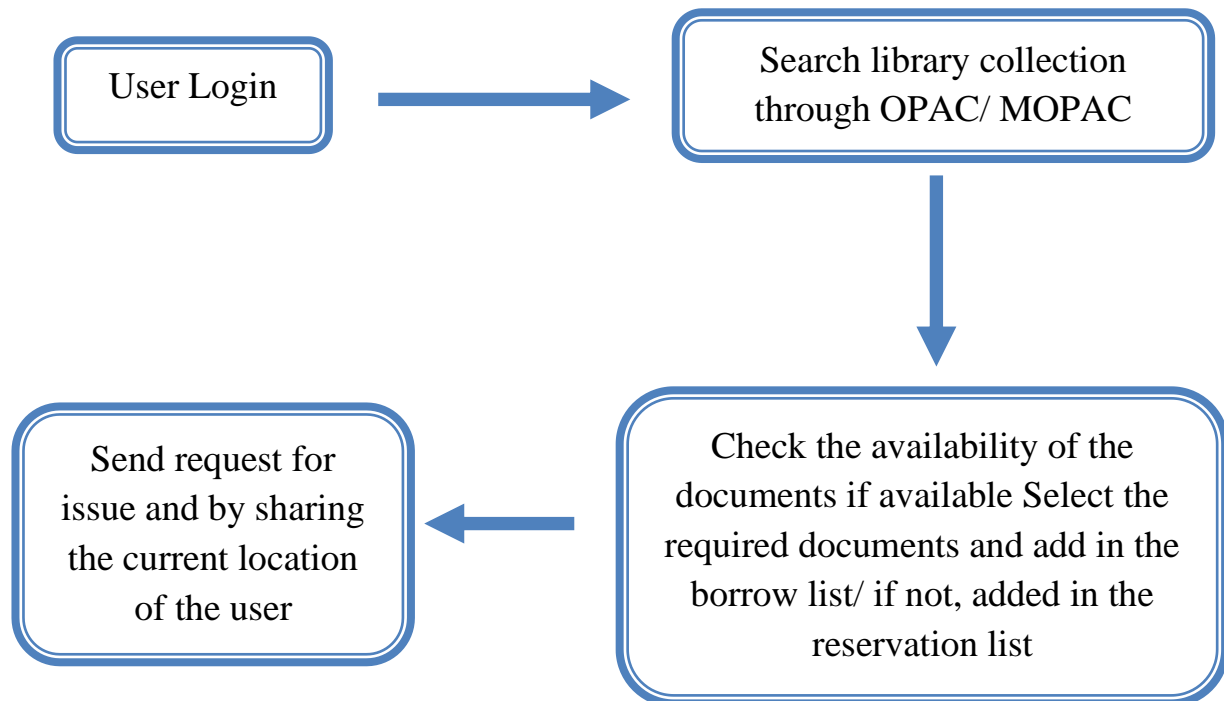 User Login
Search library collection
through OPAC/ MOPAC
Check the availability of the
documents if available Select the
required documents and add in the
borrow list/ if not, added in the
reservation list
Send request for
issue and by sharing
the current location
of the user